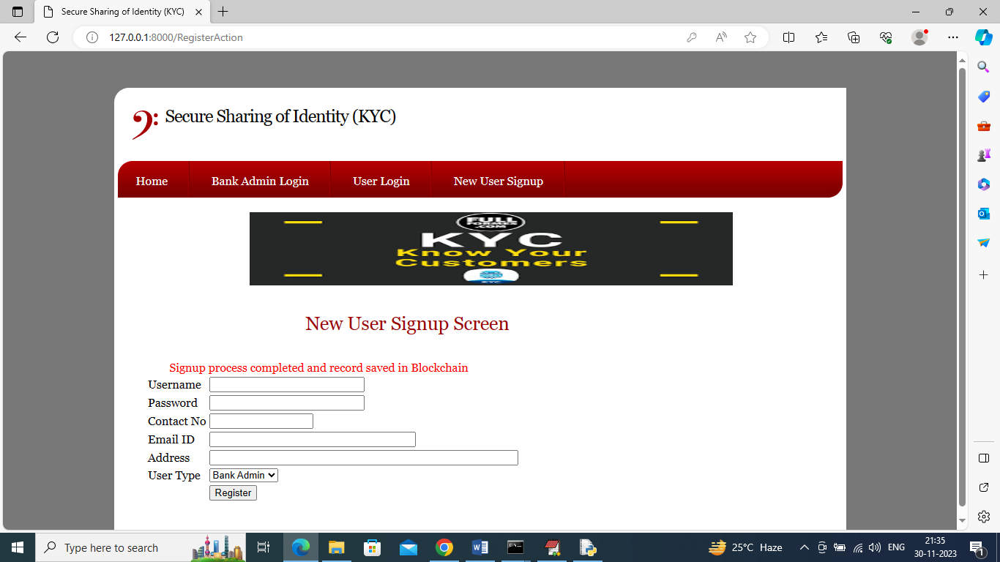 Secure Sharing of Identity (KYC)
127.0.0.1:8000/RegisterAction
Secure Sharing of Identity (KYC)
Home
Bank Admin Login
User Login
New User Signup
FULL
FORMES
.COM
KYC
Know Your
Customers
KYC
New User Signup Screen
Signup process completed and record saved in Blockchain
Username
Password
Contact No
Email ID
Address
User Type Bank Admin
Register
Type here to search
25°C Haze
ENG
21:35
30-11-2023
1